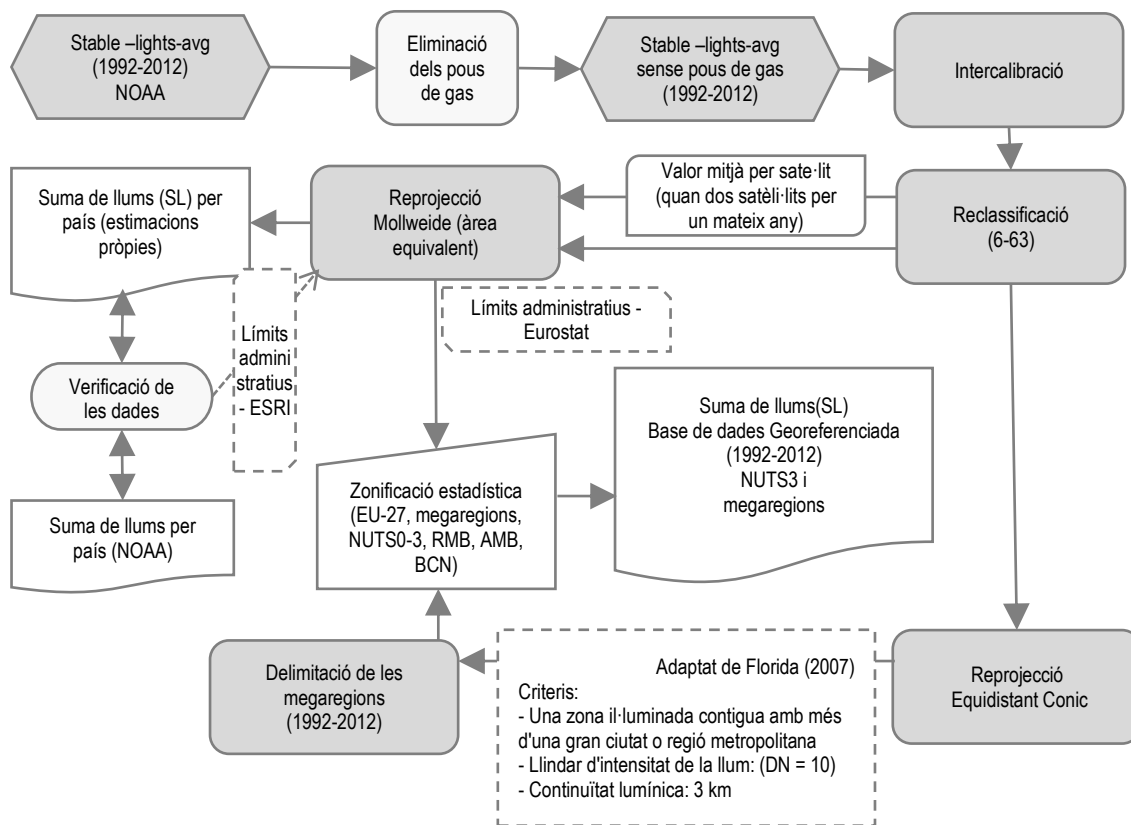 Stable –lights-avg
(1992-2012)
NOAA
Eliminació
dels pous
de gas
Stable –lights-avg
sense pous de gas
(1992-2012)
Intercalibració
Suma de llums (SL) per
país (estimacions
pròpies)
Reprojecció
Mollweide (àrea
equivalent)
Valor mitjà per sate·lit
(quan dos satèl·lits per
un mateix any)
Reclassificació
(6-63)
Límits
admini
stratius
- ESRI
Límits administratius -
Eurostat
Verificació de
les dades
Suma de llums(SL)
Base de dades Georeferenciada
(1992-2012)
NUTS3 i
megaregions
Zonificació estadística
(EU-27, megaregions,
NUTS0-3, RMB, AMB,
BCN)
Suma de llums per
país (NOAA)
Delimitació de les
megaregions
(1992-2012)
Adaptat de Florida (2007)
Criteris:
- Una zona il·luminada contigua amb més
d'una gran ciutat o regió metropolitana
- Llindar d'intensitat de la llum: (DN = 10)
- Continuïtat lumínica: 3 km
Reprojecció
Equidistant Conic